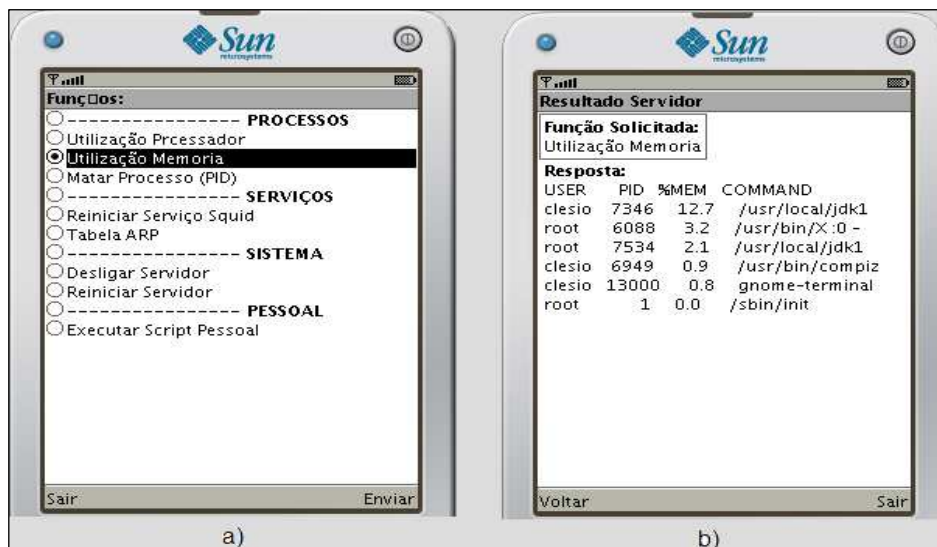 Sun
microsystems
Funç□os:
---------------- PROCESSOS
Utilização Prcessador
Utilização Memoria
Matar Processo (PID)
---------------- SERVIÇOS
Reiniciar Serviço Squid
Tabela ARP
---------------- SISTEMA
Desligar Servidor
Reiniciar Servidor
---------------- PESSOAL
Executar Script Pessoal
Sair Enviar
a)
Sun
microsystems
Resultado Servidor
Função Solicitada:
Utilização Memoria
Resposta:
USER PID %MEM COMMAND
clesio 7346 12.7 /usr/local/jdk1
root 6088 3.2 /usr/bin/X :0 -
root 7534 2.1 /usr/local/jdk1
clesio 6949 0.9 /usr/bin/compiz
clesio 13000 0.8 gnome-terminal
root 1 0.0 /sbin/init
Voltar Sair
b)